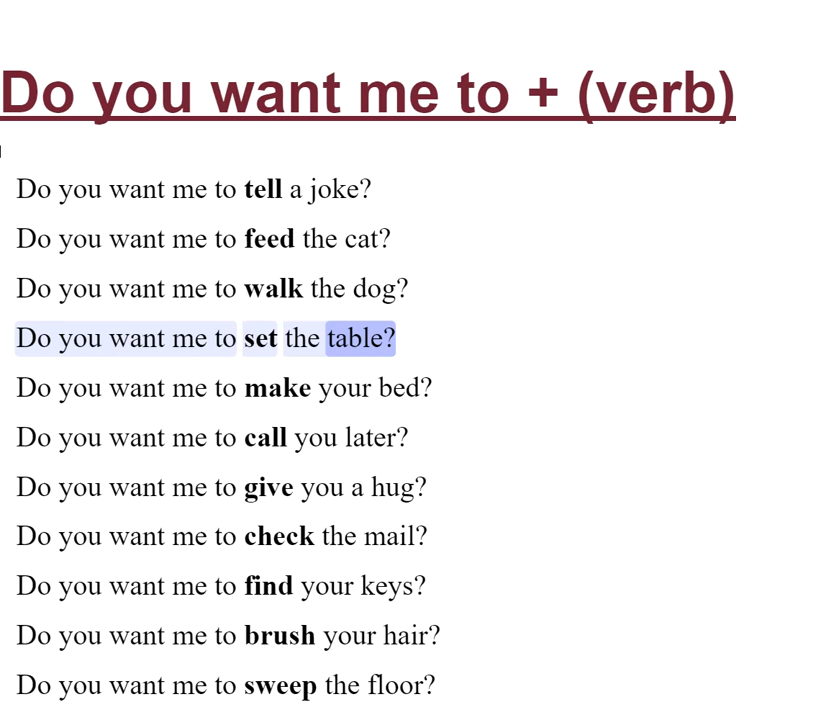 Do you want me to + (verb)
Do you want me to tell a joke?
Do you want me to feed the cat?
Do you want me to walk the dog?
Do you want me to set the table?
Do you want me to make your bed?
Do you want me to call you later?
Do you want me to give you a hug?
Do you want me to check the mail?
Do you want me to find your keys?
Do you want me to brush your hair?
Do you want me to sweep the floor?